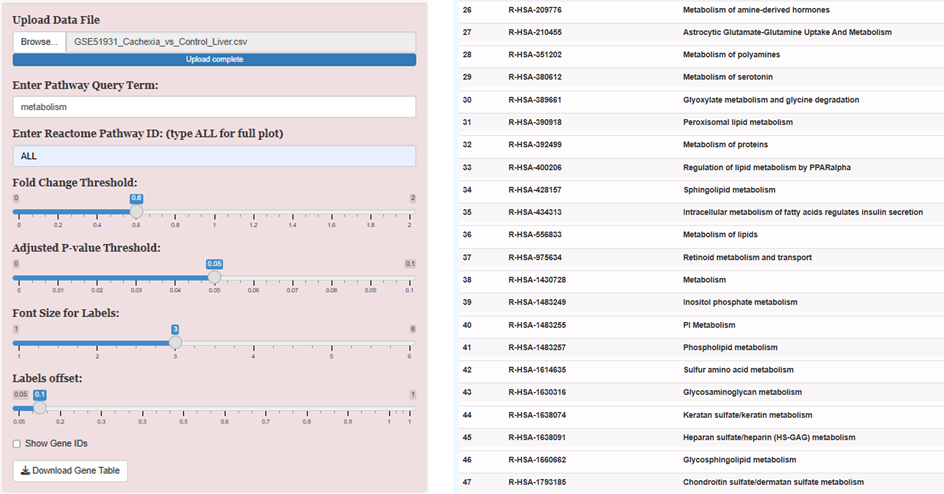 Upload Data File
Browse... GSE51931_Cachexia_vs_Control_Liver.csv
Upload complete
Enter Pathway Query Term:
metabolism
Enter Reactome Pathway ID: (type ALL for full plot)
ALL
Fold Change Threshold:
0 0.6 2
0 0.2 0.4 0.6 0.8 1 1.2 1.4 1.6 1.8 2
Adjusted P-value Threshold:
0 0.05 0.1
0 0.01 0.02 0.03 0.04 0.05 0.06 0.07 0.08 0.09 0.1
Font Size for Labels:
1 3 6
1 2 3 4 5 6
Labels offset:
0.05 0.1 1
0.05 0.2 0.3 0.4 0.5 0.5 0.6 0.7 0.8 0.9 1 1
Show Gene IDs
Download Gene Table
26 R-HSA-209776 Metabolism of amine-derived hormones
27 R-HSA-210455 Astrocytic Glutamate-Glutamine Uptake And Metabolism
28 R-HSA-351202 Metabolism of polyamines
29 R-HSA-380612 Metabolism of serotonin
30 R-HSA-389661 Glyoxylate metabolism and glycine degradation
31 R-HSA-390918 Peroxisomal lipid metabolism
32 R-HSA-392499 Metabolism of proteins
33 R-HSA-400206 Regulation of lipid metabolism by PPARalpha
34 R-HSA-428157 Sphingolipid metabolism
35 R-HSA-434313 Intracellular metabolism of fatty acids regulates insulin secretion
36 R-HSA-556833 Metabolism of lipids
37 R-HSA-975634 Retinoid metabolism and transport
38 R-HSA-1430728 Metabolism
39 R-HSA-1483249 Inositol phosphate metabolism
40 R-HSA-1483255 PI Metabolism
41 R-HSA-1483257 Phospholipid metabolism
42 R-HSA-1614635 Sulfur amino acid metabolism
43 R-HSA-1630316 Glycosaminoglycan metabolism
44 R-HSA-1638074 Keratan sulfate/keratin metabolism
45 R-HSA-1638091 Heparan sulfate/heparin (HS-GAG) metabolism
46 R-HSA-1660662 Glycosphingolipid metabolism
47 R-HSA-1793185 Chondroitin sulfate/dermatan sulfate metabolism